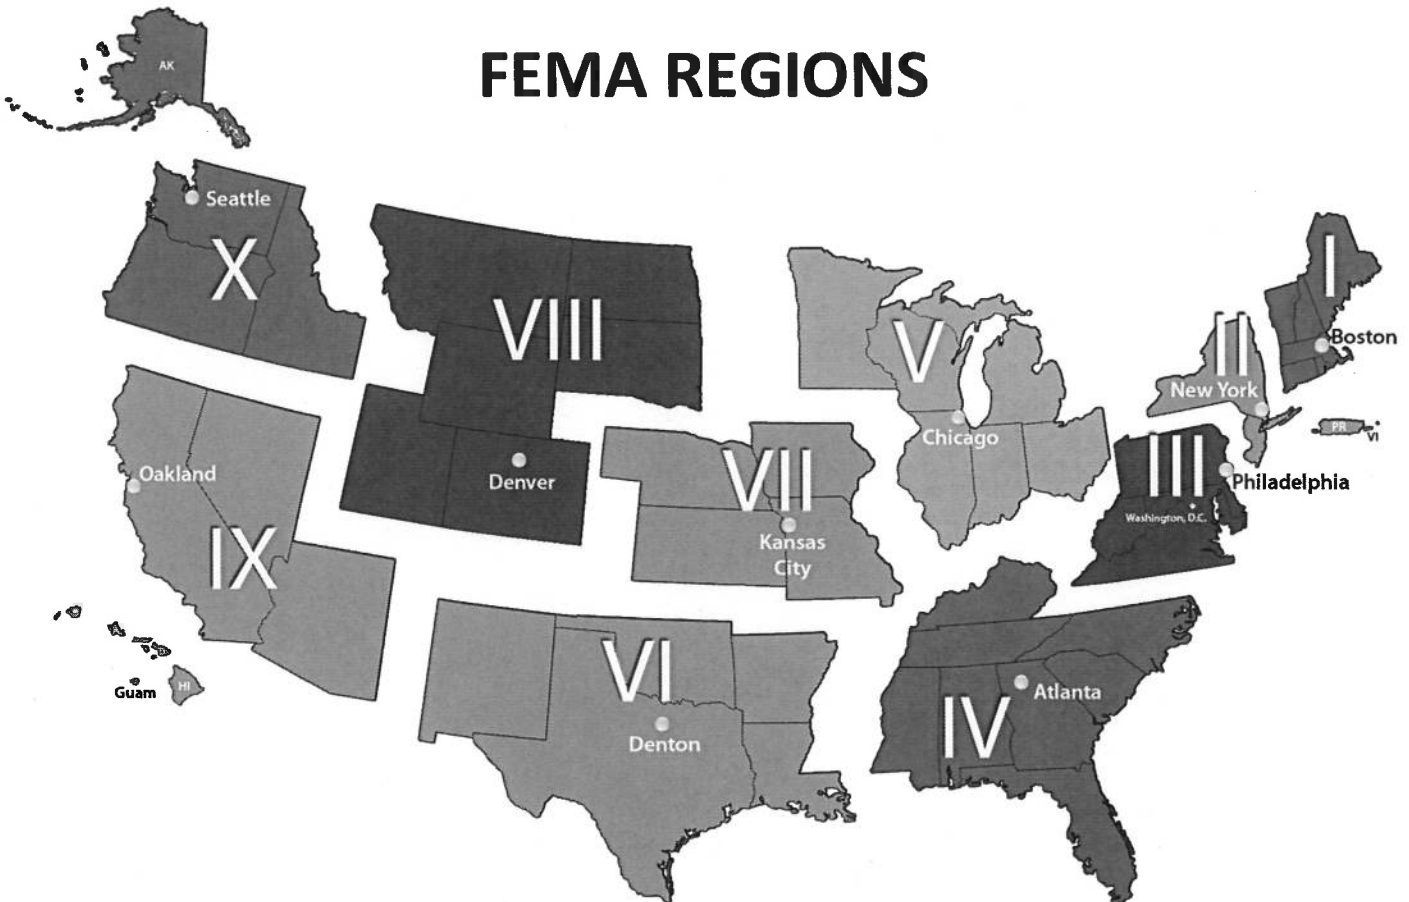 FEMA REGIONS
AK
Seattle
X
VIII
V
I
II
Boston
New York
PR
VI
Chicago
III
Philadelphia
Washington, D.C.
Oakland
Denver
VII
Kansas
City
IX
Guam
HI
VI
Denton
IV
Atlanta